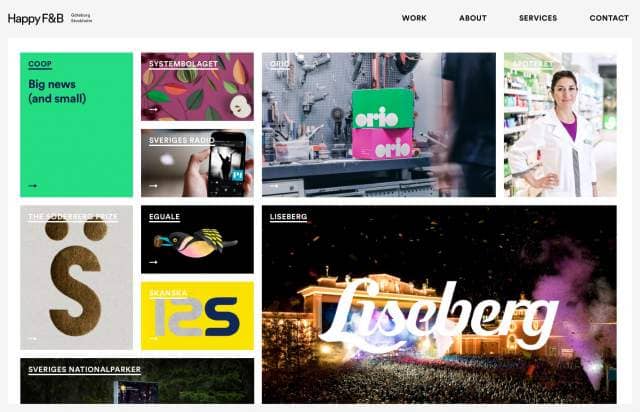 Happy F&B
Göteborg
Stockholm
WORK
ABOUT
SERVICES
CONTACT
COOP
Big news
(and small)
→
SYSTEMBOLAGET
→
SVERIGES RADIO
→
ORIO
orio
orio
→
APOTEKET
→
THE SÖDERBERG PRIZE
S̈
→
EGUALE
→
SKANSKA
12S
→
LISEBERG
Liseberg
→
SVERIGES NATIONALPARKER